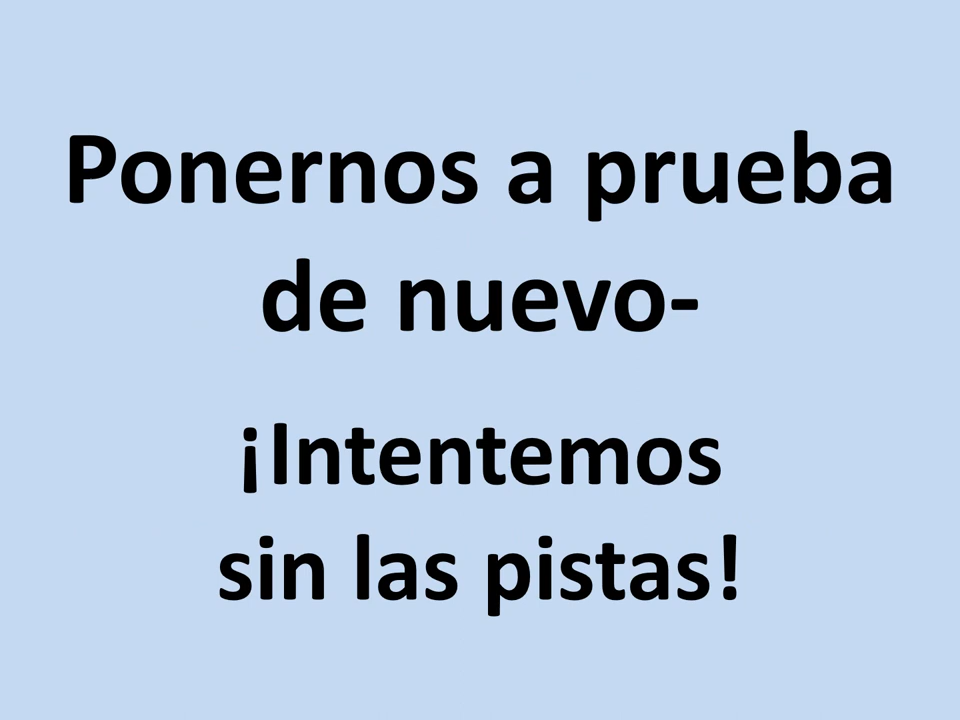 Ponernos a prueba
de nuevo-
¡Intentemos
sin las pistas!